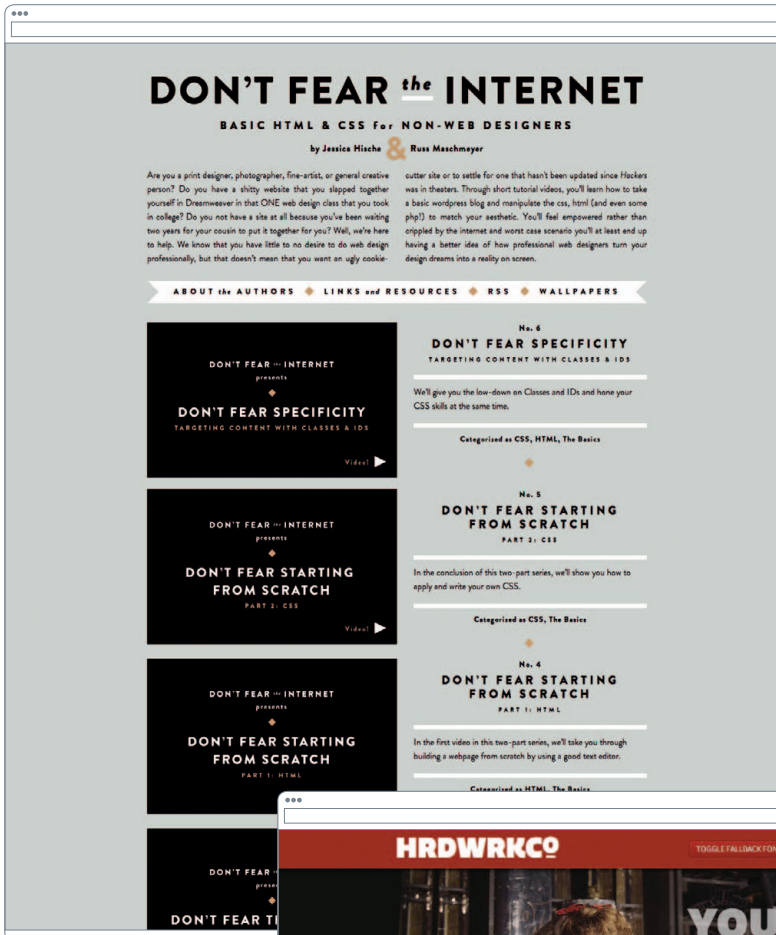 DON'T FEAR the INTERNET
BASIC HTML & CSS for NON-WEB DESIGNERS
by Jessica Hische & Russ Maschmeyer
Are you a print designer, photographer, fine-artist, or general creative
person? Do you have a shitty website that you slapped together
yourself in Dreamweaver in that ONE web design class that you took
in college? Do you not have a site at all because you've been waiting
two years for your cousin to put it together for you? Well, we're here
to help. We know that you have little to no desire to do web design
professionally, but that doesn't mean that you want an ugly cookie-
cutter site or to settle for one that hasn't been updated since Hackers
was in theaters. Through short tutorial videos, you'll learn how to take
a basic wordpress blog and manipulate the css, html (and even some
php!) to match your aesthetic. You'll feel empowered rather than
crippled by the internet and worst case scenario you'll at least end up
having a better idea of how professional web designers turn your
design dreams into a reality on screen.
ABOUT the AUTHORS LINKS and RESOURCES RSS WALLPAPERS
DON'T FEAR the INTERNET
presents
DON'T FEAR SPECIFICITY
TARGETING CONTENT WITH CLASSES & IDS
Video!
No. 6
DON'T FEAR SPECIFICITY
TARGETING CONTENT WITH CLASSES & IDS
We'll give you the low-down on Classes and IDs and hone your
CSS skills at the same time.
Categorized as CSS, HTML, The Basics
DON'T FEAR the INTERNET
presents
DON'T FEAR STARTING
FROM SCRATCH
PART 2: CSS
Video!
No. 5
DON'T FEAR STARTING
FROM SCRATCH
PART 2: CSS
In the conclusion of this two-part series, we'll show you how to
apply and write your own CSS.
Categorized as CSS, The Basics
DON'T FEAR the INTERNET
presents
DON'T FEAR STARTING
FROM SCRATCH
PART 1: HTML
No. 4
DON'T FEAR STARTING
FROM SCRATCH
PART 1: HTML
In the first video in this two-part series, we'll take you through
building a webpage from scratch by using a good text editor.
Categorized as HTML, The Basics
DON'T FEAR
DON'T FEAR
HRDWRKCO
TOGGLE FALLBACK FON
YOU